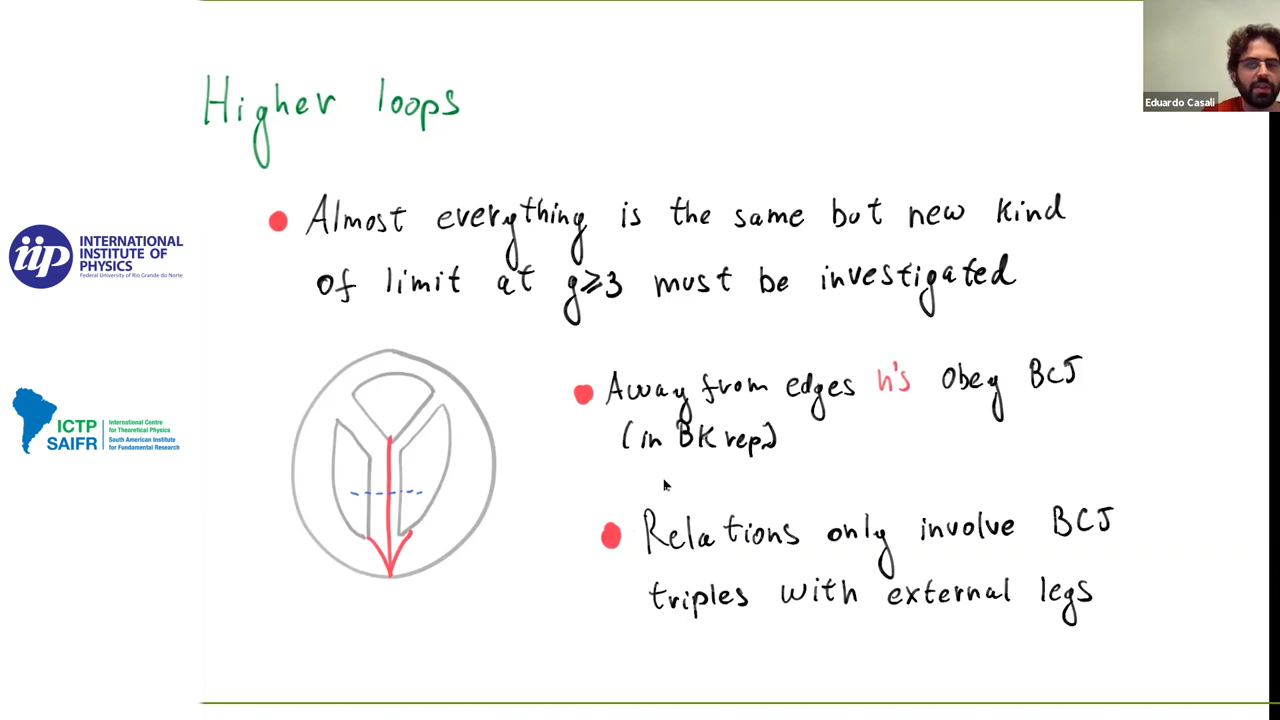 Eduardo Casali
Higher loops
Almost everything is the same but new kind
of limit at g⩾3 must be investigated
iip INTERNATIONAL
INSTITUTE OF
PHYSICS
Federal University of Rio Grande do Norte
ICTP
SAIFR
International Centre
for Theoretical Physics
South American Institute
for Fundamental Research
Away from edges n's obey BCJ
(in BK rep.)
Relations only involve BCJ
triples with external legs